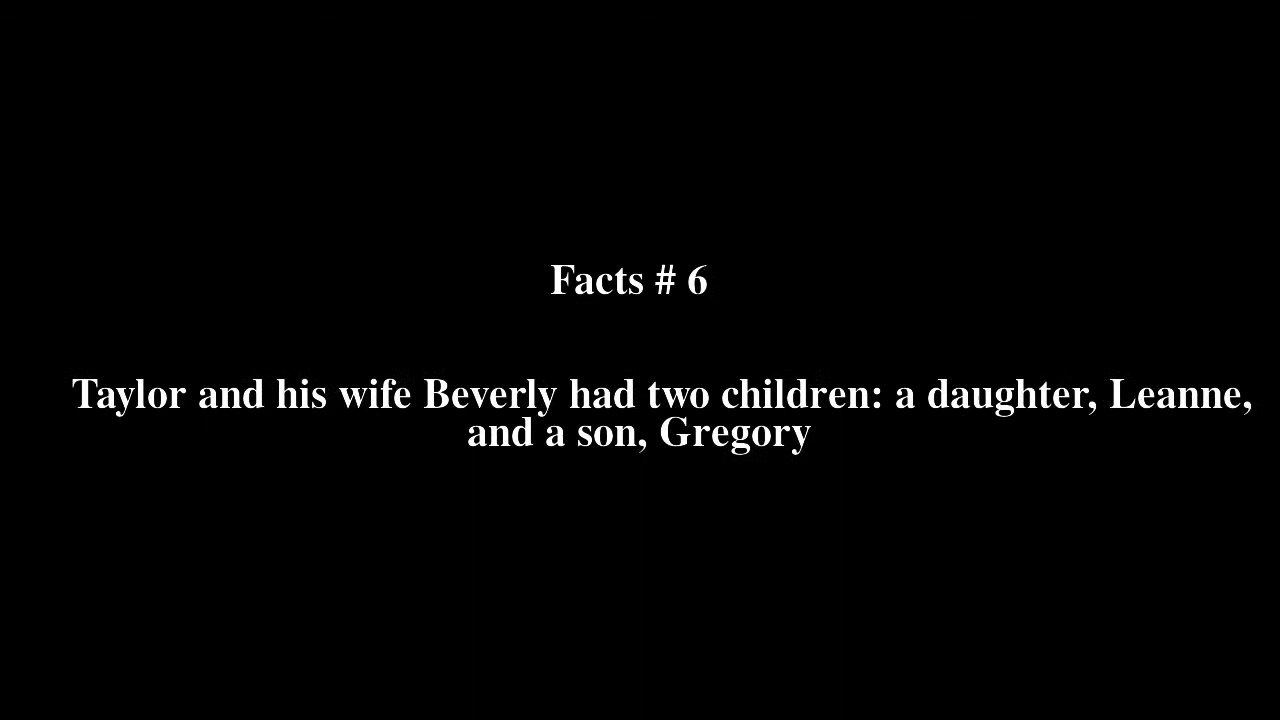 Facts # 6
Taylor and his wife Beverly had two children: a daughter, Leanne,
and a son, Gregory